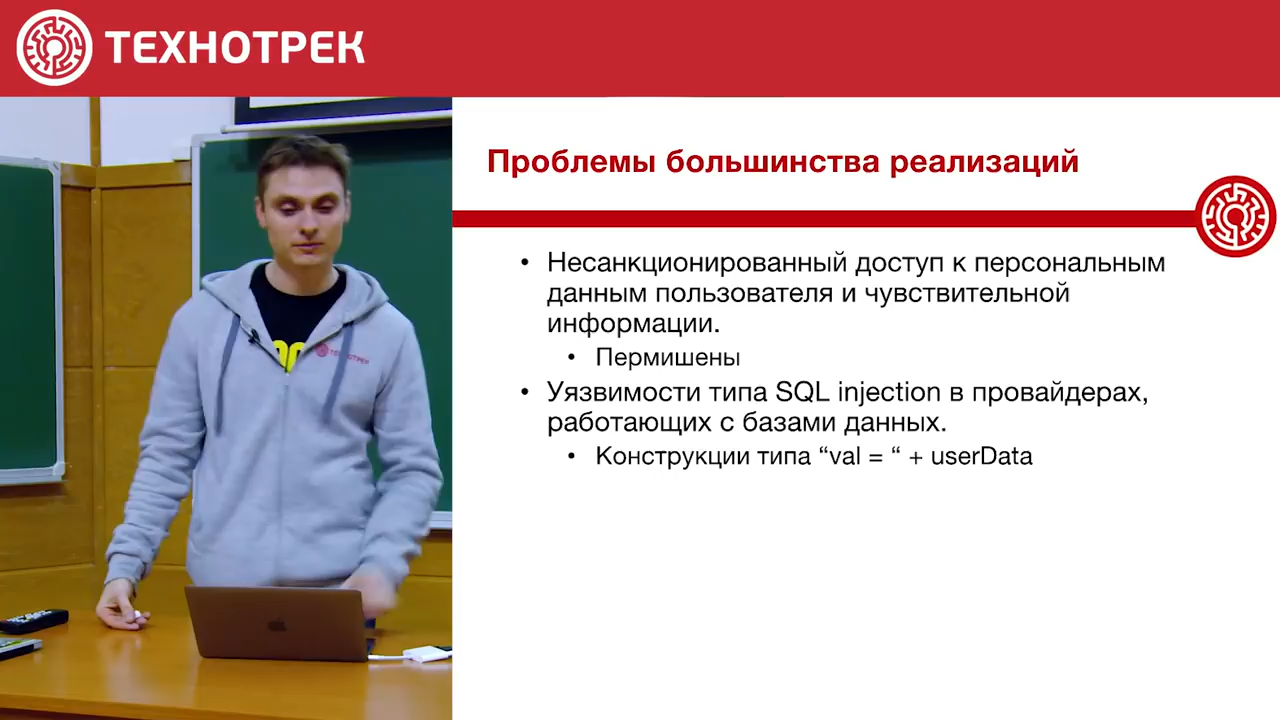 ТЕХНОТРЕК
Проблемы большинства реализаций
• Несанкционированный доступ к персональным
данным пользователя и чувствительной
информации.
• Пермишены
• Уязвимости типа SQL injection в провайдерах,
работающих с базами данных.
• Конструкции типа “val = “ + userData
ТЕХНОТРЕК